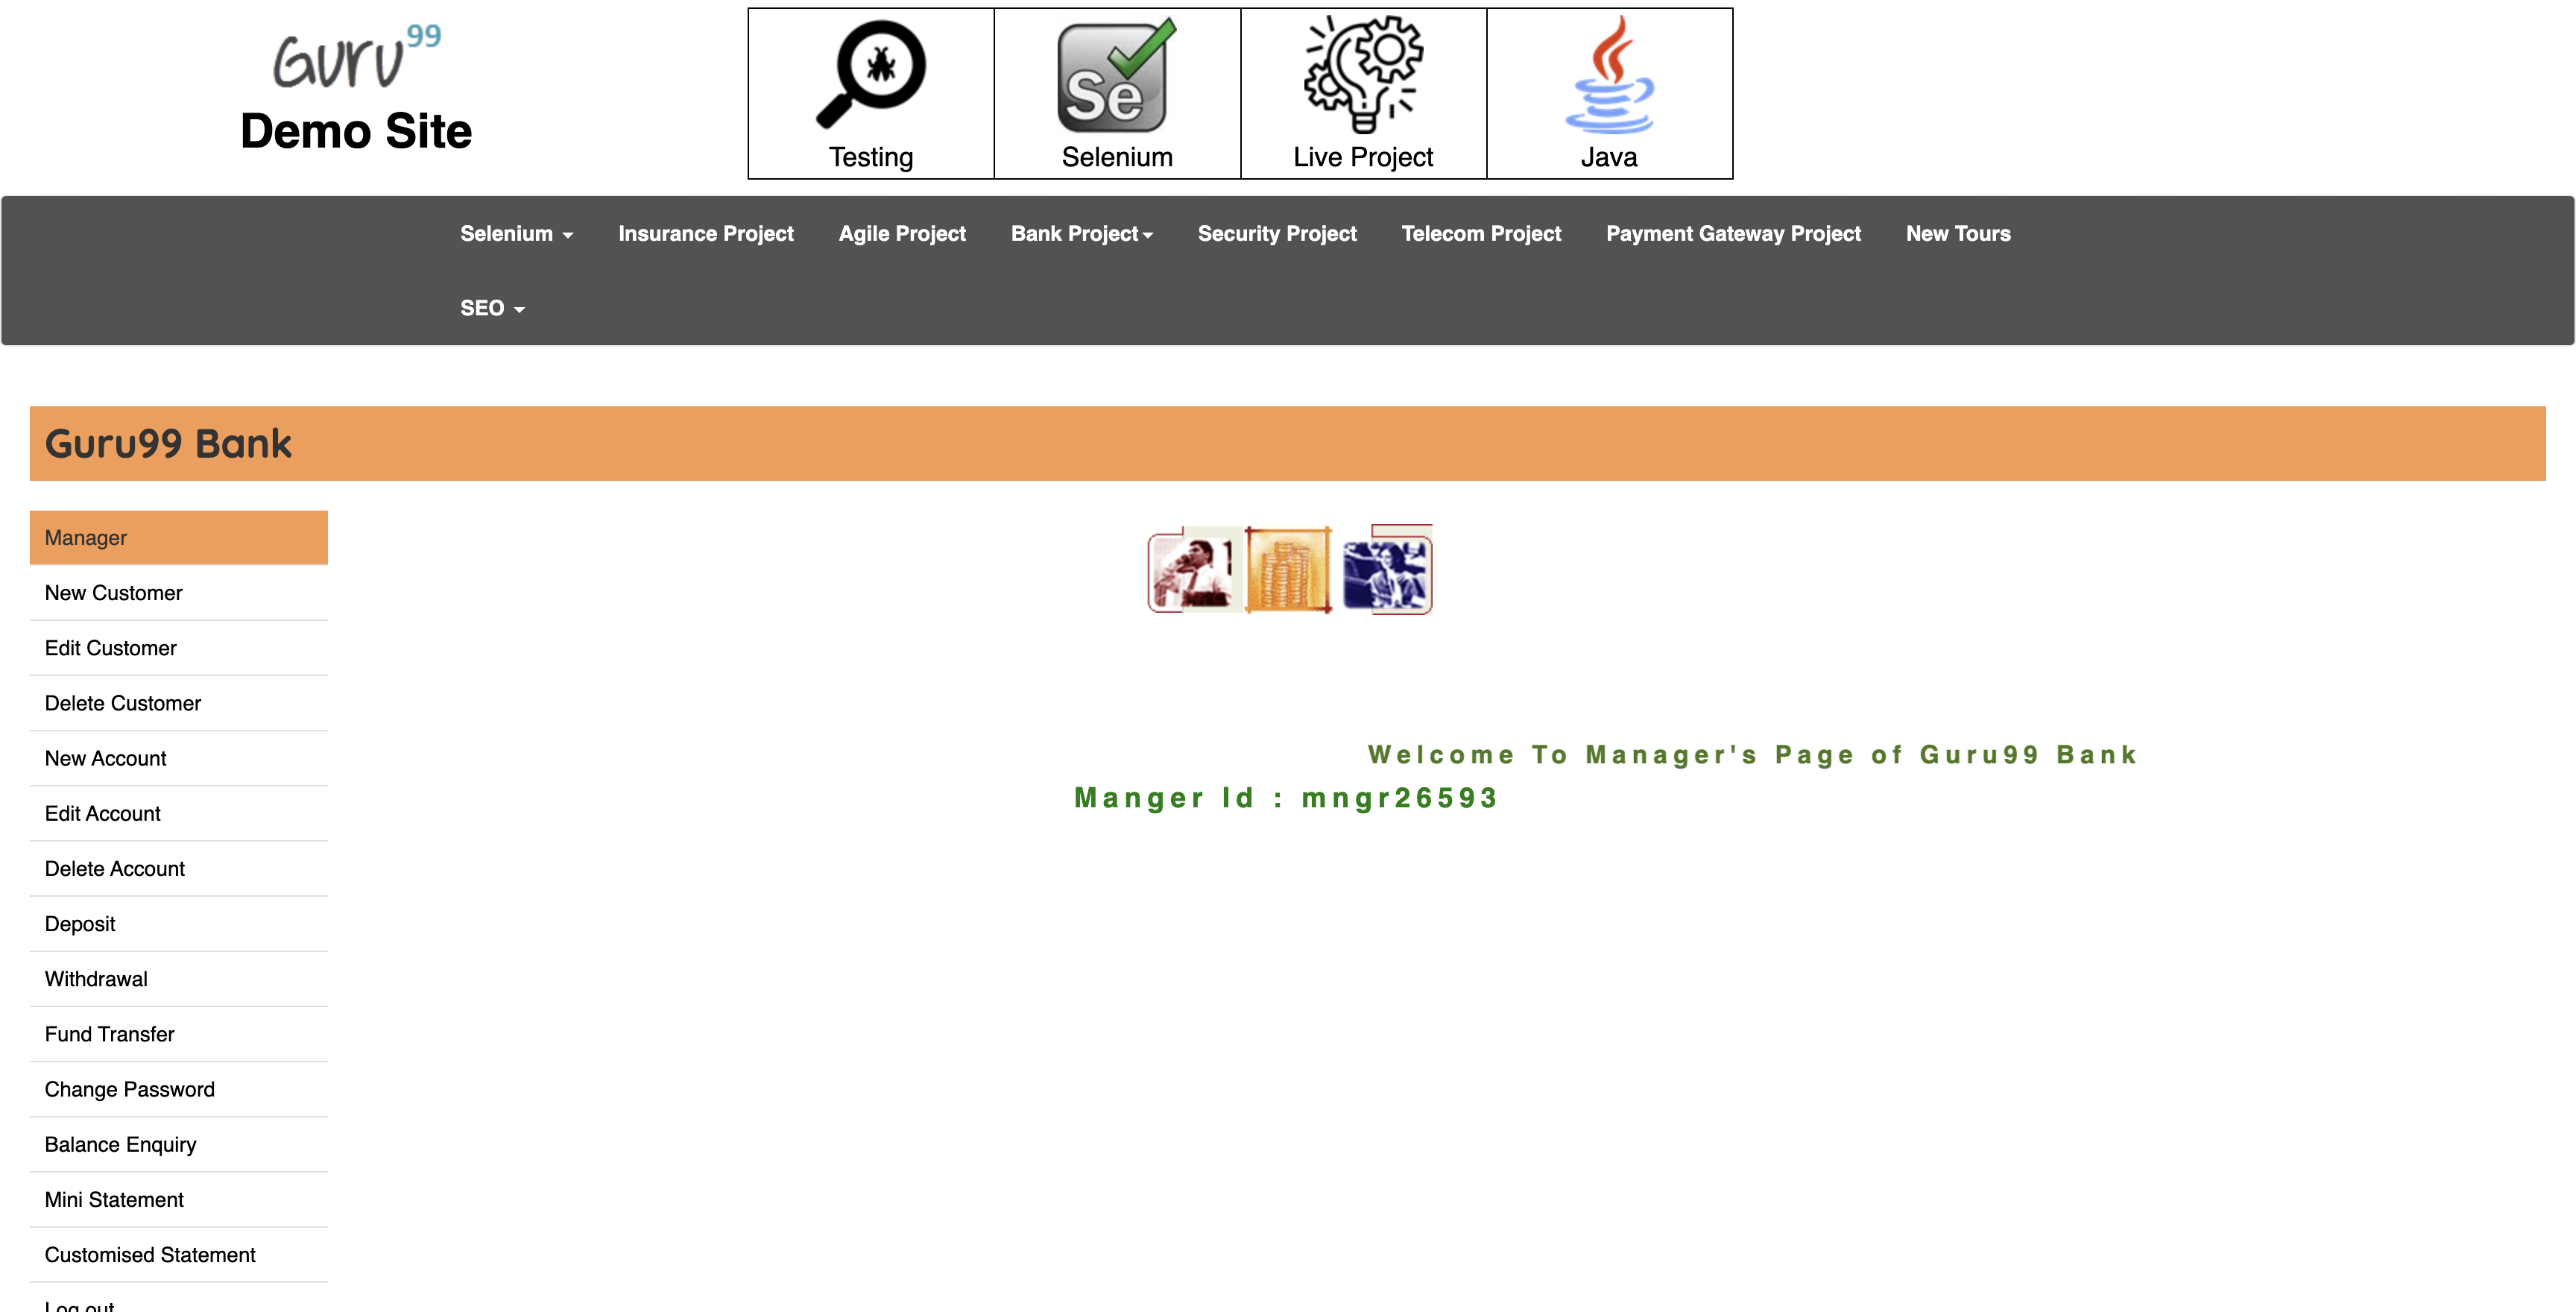 Guru99
Demo Site
Testing
Se
Selenium
Live Project
Java
Selenium
Insurance Project
Agile Project
Bank Project
Security Project
Telecom Project
Payment Gateway Project
New Tours
SEO
Guru99 Bank
Manager
New Customer
Edit Customer
Delete Customer
New Account
Edit Account
Delete Account
Deposit
Withdrawal
Fund Transfer
Change Password
Balance Enquiry
Mini Statement
Customised Statement
Log out
Welcome To Manager's Page of Guru99 Bank
Manger Id : mngr26593